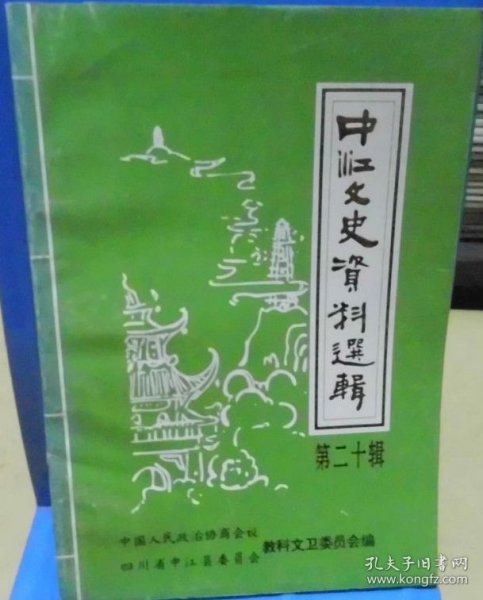 中江文史資料選輯
第二十辑
中国人民政治协商会议
四川省中江县委员会
教科文卫委员会编
孔夫子旧书网
www.kongfz.com